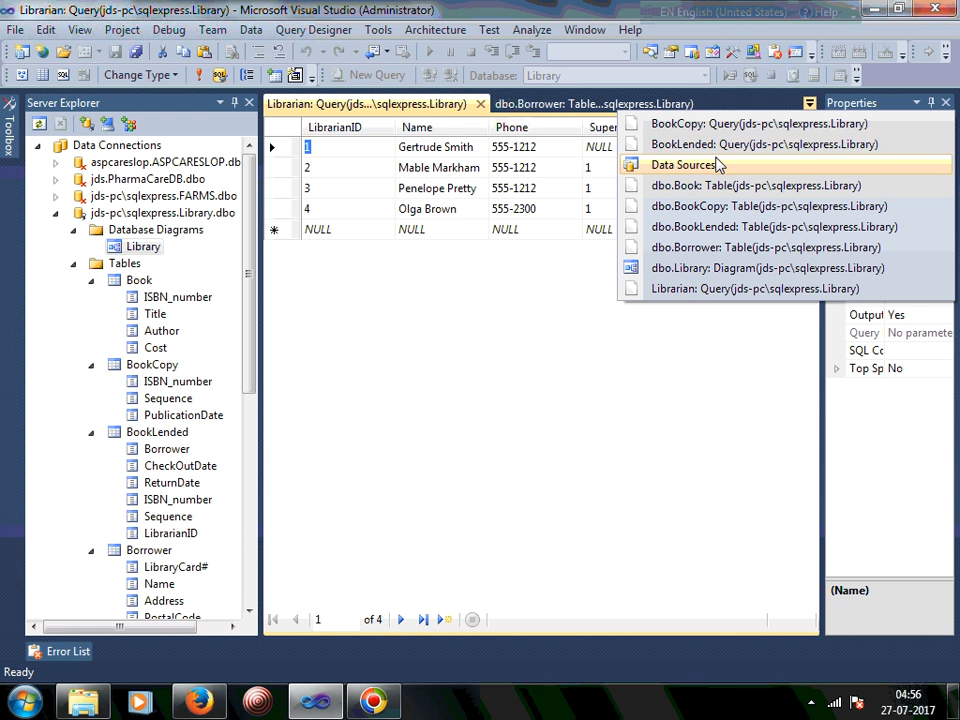 Librarian: Query(jds-pc\sqlexpress.Library) - Microsoft Visual Studio (Administrator)
EN English (United States) Help
File Edit View Project Debug Team Data Query Designer Tools Architecture Test Analyze Window Help
Change Type New Query Database: Library
Toolbox
Server Explorer
Data Connections
aspcareslop.ASPCARESLOP.db
jds.PharmaCareDB.dbo
jds-pc\sqlexpress.FARMS.dbo
jds-pc\sqlexpress.Library.dbo
Database Diagrams
Library
Tables
Book
ISBN_number
Title
Author
Cost
BookCopy
ISBN_number
Sequence
PublicationDate
BookLended
Borrower
CheckOutDate
ReturnDate
ISBN_number
Sequence
LibrarianID
Borrower
LibraryCard#
Name
Address
PostalCode
Librarian: Query(jds...\sqlexpress.Library) dbo.Borrower: Table...sqlexpress.Library)
LibrarianID Name Phone Super
1 Gertrude Smith 555-1212 NULL
2 Mable Markham 555-1212 1
3 Penelope Pretty 555-1212 1
4 Olga Brown 555-2300 1
NULL NULL NULL NULL
1 of 4
BookCopy: Query(jds-pc\sqlexpress.Library)
BookLended: Query(jds-pc\sqlexpress.Library)
Data Sources
dbo.Book: Table(jds-pc\sqlexpress.Library)
dbo.BookCopy: Table(jds-pc\sqlexpress.Library)
dbo.BookLended: Table(jds-pc\sqlexpress.Library)
dbo.Borrower: Table(jds-pc\sqlexpress.Library)
dbo.Library: Diagram(jds-pc\sqlexpress.Library)
Librarian: Query(jds-pc\sqlexpress.Library)
Properties
Output Yes
Query No paramete
SQL Cc
Top Sp No
(Name)
Error List
Ready
04:56
27-07-2017